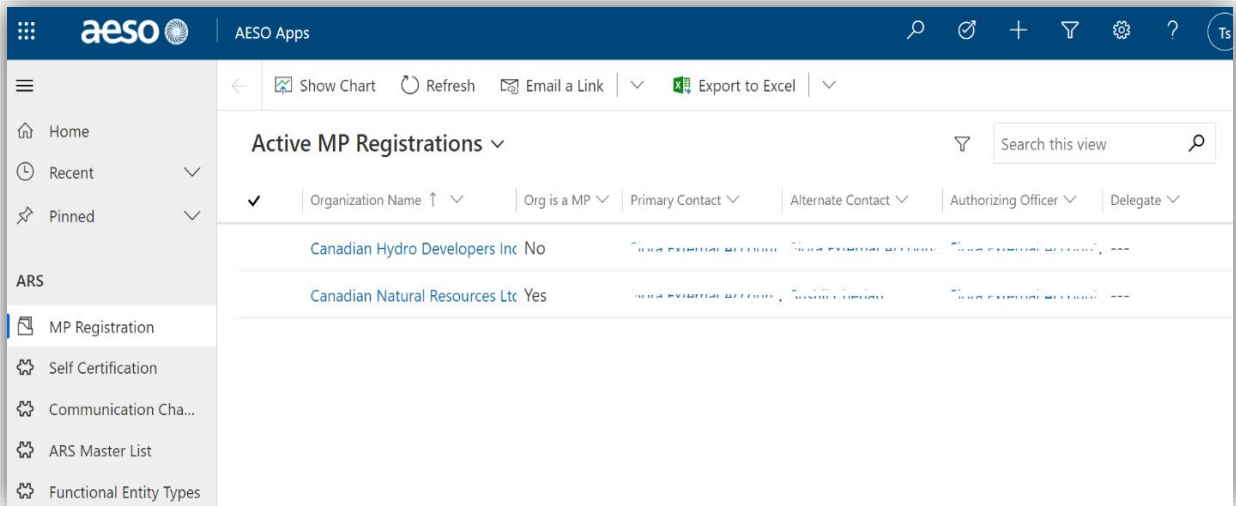 aeso AESO Apps ? Ts
Show Chart Refresh Email a Link Export to Excel
Home
Recent
Pinned
ARS
MP Registration
Self Certification
Communication Cha...
ARS Master List
Functional Entity Types
Active MP Registrations Search this view
Organization Name ↑ Org is a MP Primary Contact Alternate Contact Authorizing Officer Delegate
Canadian Hydro Developers Inc No ---
Canadian Natural Resources Ltc Yes ---